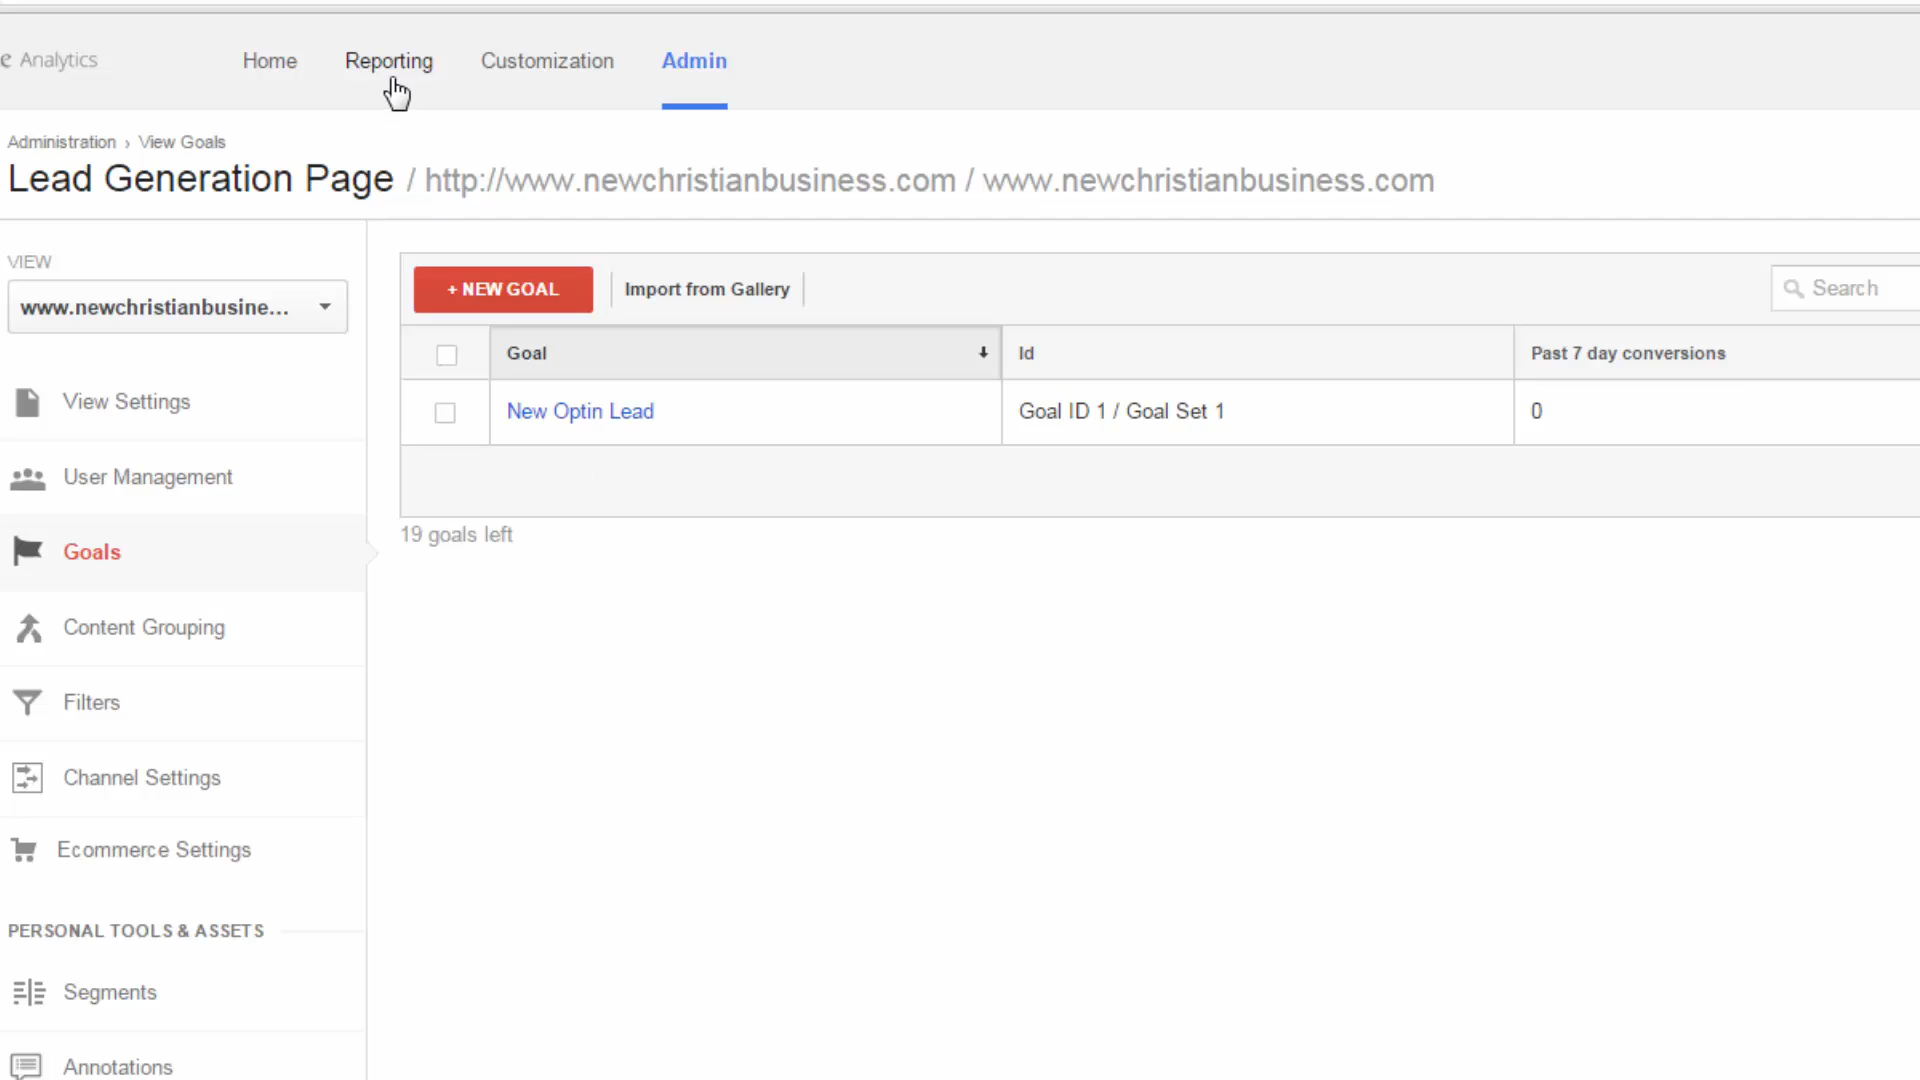 e Analytics Home Reporting Customization Admin
Administration › View Goals
Lead Generation Page / http://www.newchristianbusiness.com / www.newchristianbusiness.com
VIEW
www.newchristianbusine...
+ NEW GOAL Import from Gallery Search
Goal Id Past 7 day conversions
New Optin Lead Goal ID 1 / Goal Set 1 0
19 goals left
View Settings
User Management
Goals
Content Grouping
Filters
Channel Settings
Ecommerce Settings
PERSONAL TOOLS & ASSETS
Segments
Annotations